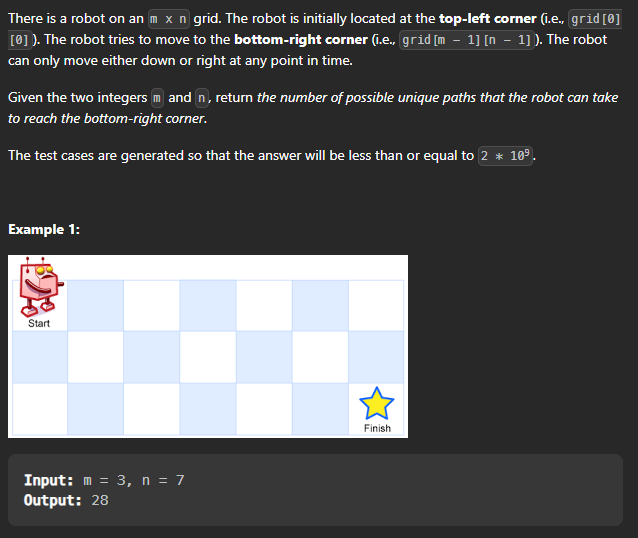 There is a robot on an m x n grid. The robot is initially located at the top-left corner (i.e., grid[0]
[0]). The robot tries to move to the bottom-right corner (i.e., grid[m - 1][n - 1]). The robot
can only move either down or right at any point in time.
Given the two integers m and n, return the number of possible unique paths that the robot can take
to reach the bottom-right corner.
The test cases are generated so that the answer will be less than or equal to 2 * 10⁹.
Example 1:
Start
Finish
Input: m = 3, n = 7
Output: 28